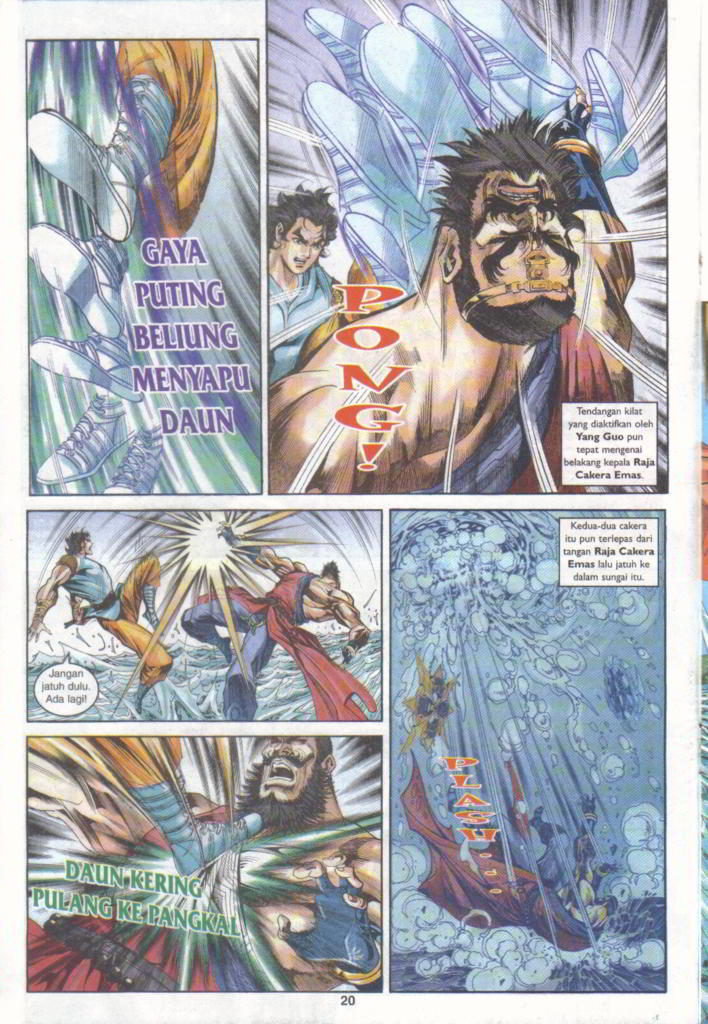 GAYA
PUTING
BELIUNG
MENYAPU
DAUN
PONG!
Tendangan kilat
yang diaktifkan oleh
Yang Guo pun
tepat mengenai
belakang kepala Raja
Cakera Emas.
Jangan
jatuh dulu.
Ada lagi!
Kedua-dua cakera
itu pun terlepas dari
tangan Raja Cakera
Emas lalu jatuh ke
dalam sungai itu.
PLASH...
DAUN KERING
PULANG KE PANGKAL
20